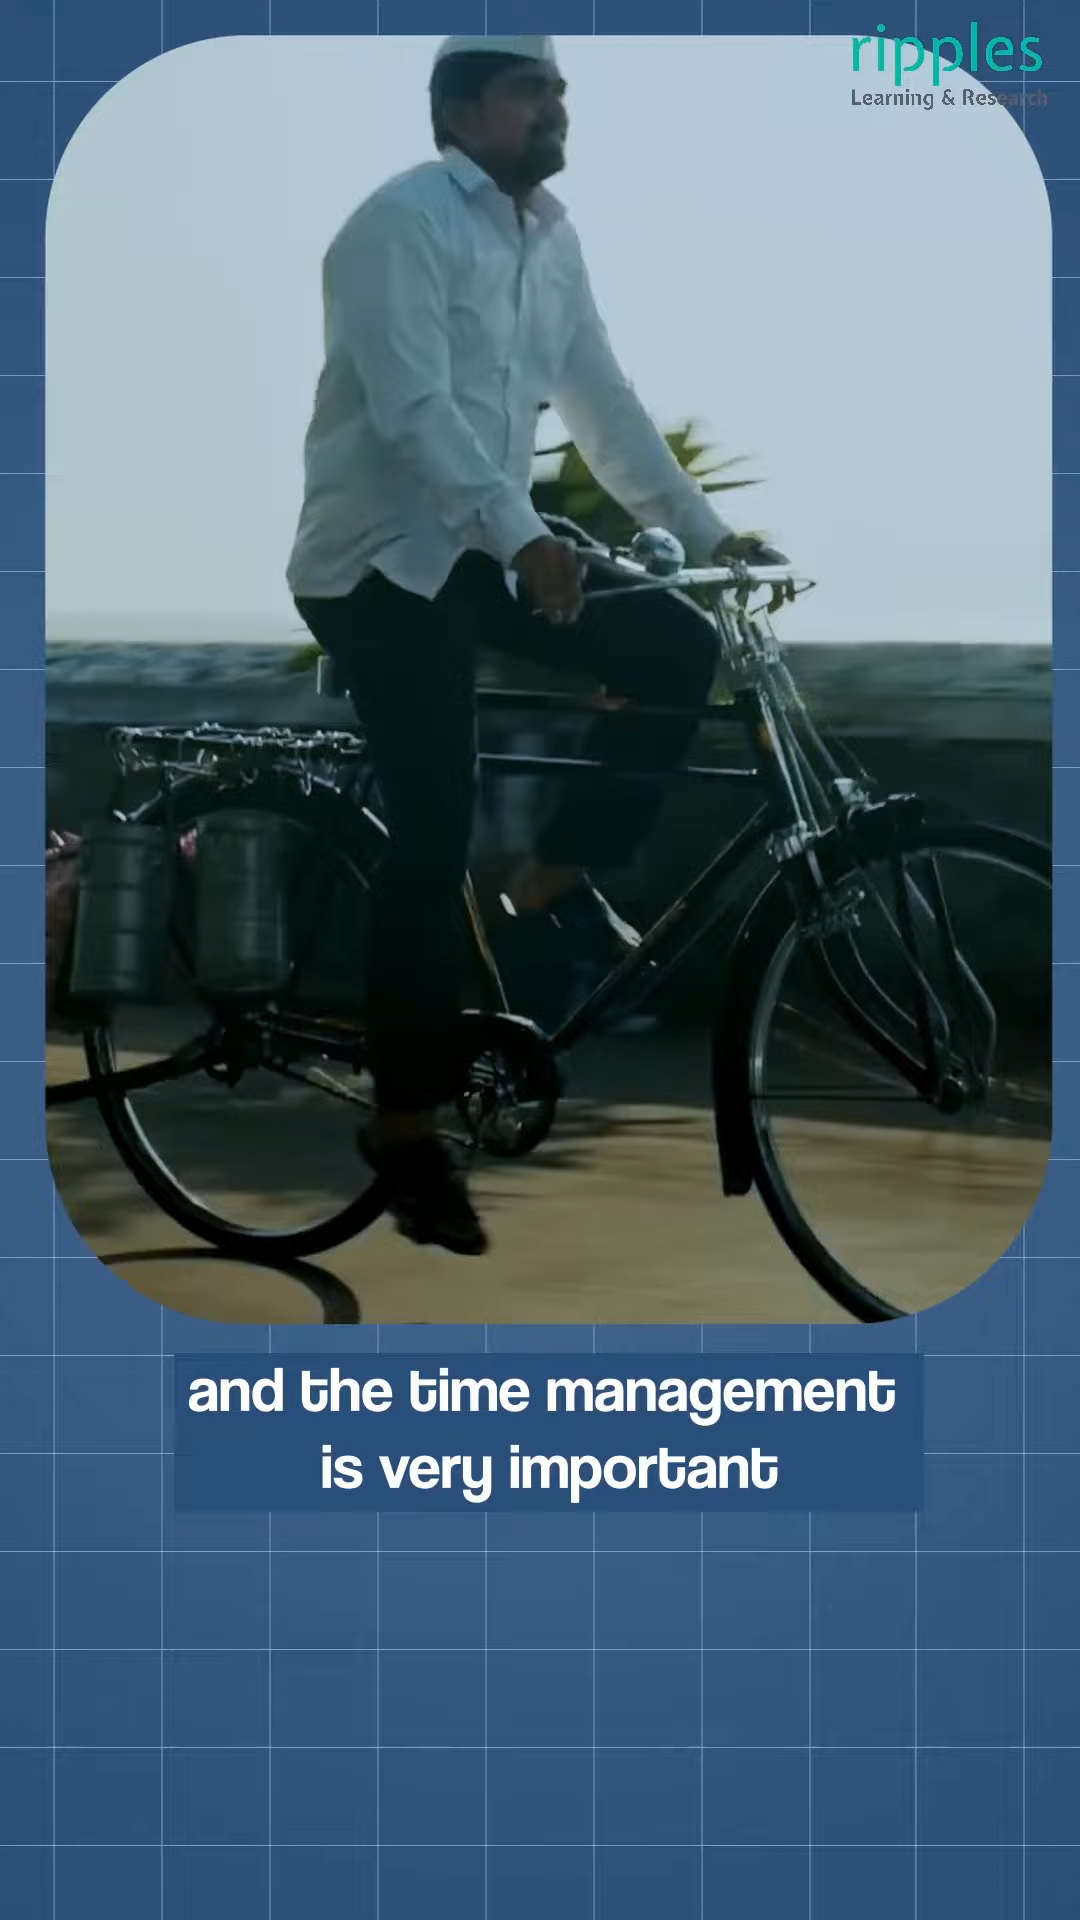 ripples
Learning & Research
and the time management
is very important